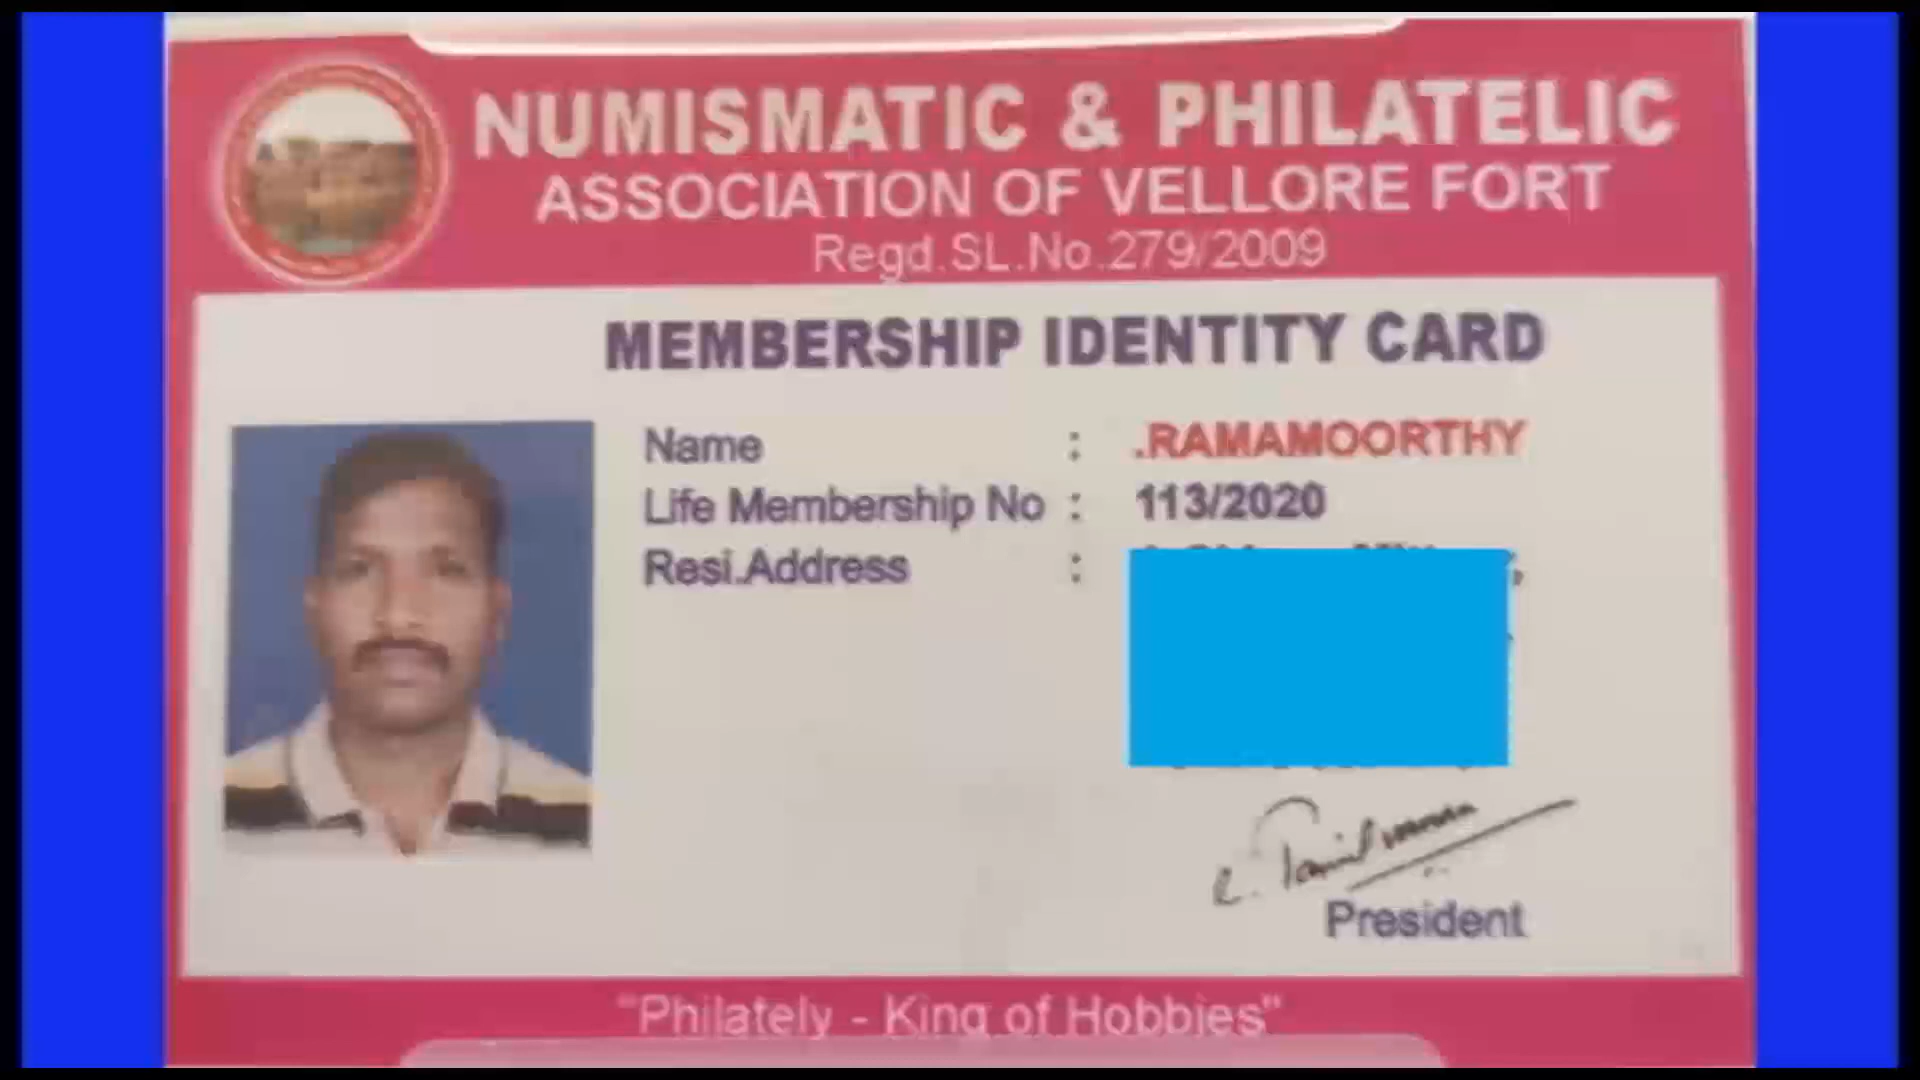 NUMISMATIC & PHILATELIC
ASSOCIATION OF VELLORE FORT
Regd.SL.No.279/2009
MEMBERSHIP IDENTITY CARD
Name : .RAMAMOORTHY
Life Membership No : 113/2020
Resi.Address :
President
"Philately - King of Hobbies"